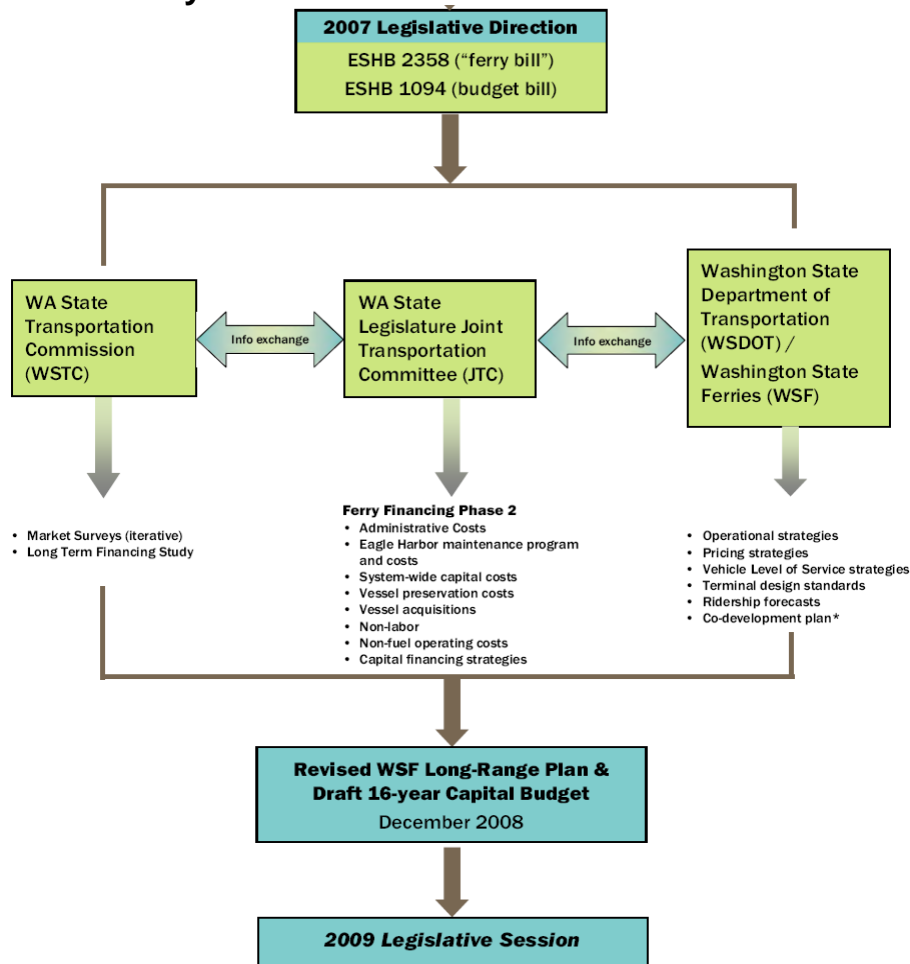 2007 Legislative Direction
ESHB 2358 (“ferry bill”)
ESHB 1094 (budget bill)
WA State
Transportation
Commission
(WSTC)
Info exchange
WA State
Legislature Joint
Transportation
Committee (JTC)
Info exchange
Washington State
Department of
Transportation
(WSDOT) /
Washington State
Ferries (WSF)
• Market Surveys (iterative)
• Long Term Financing Study
Ferry Financing Phase 2
• Administrative Costs
• Eagle Harbor maintenance program
and costs
• System-wide capital costs
• Vessel preservation costs
• Vessel acquisitions
• Non-labor
• Non-fuel operating costs
• Capital financing strategies
• Operational strategies
• Pricing strategies
• Vehicle Level of Service strategies
• Terminal design standards
• Ridership forecasts
• Co-development plan*
Revised WSF Long-Range Plan &
Draft 16-year Capital Budget
December 2008
2009 Legislative Session